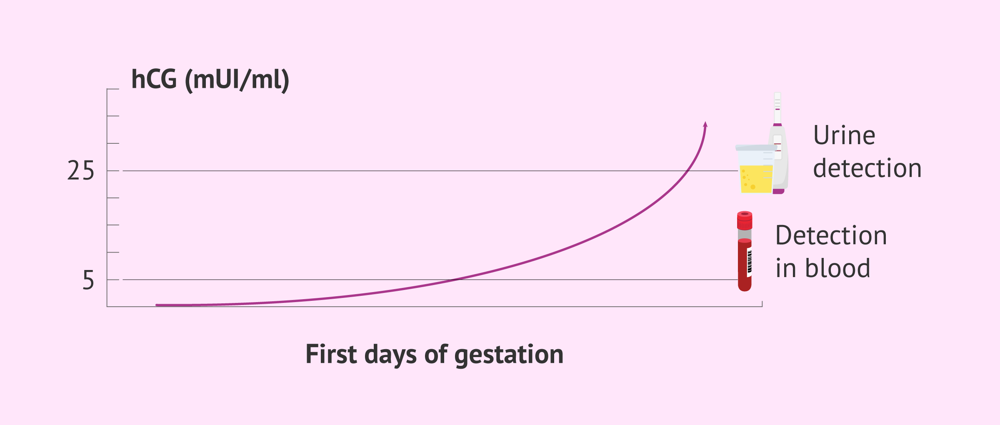 hCG (mUI/ml)
25
5
Urine
detection
Detection
in blood
First days of gestation